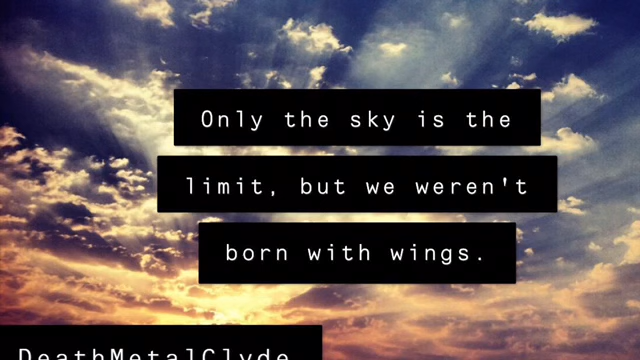 Only the sky is the
limit, but we weren't
born with wings.
DeathMetalClyde